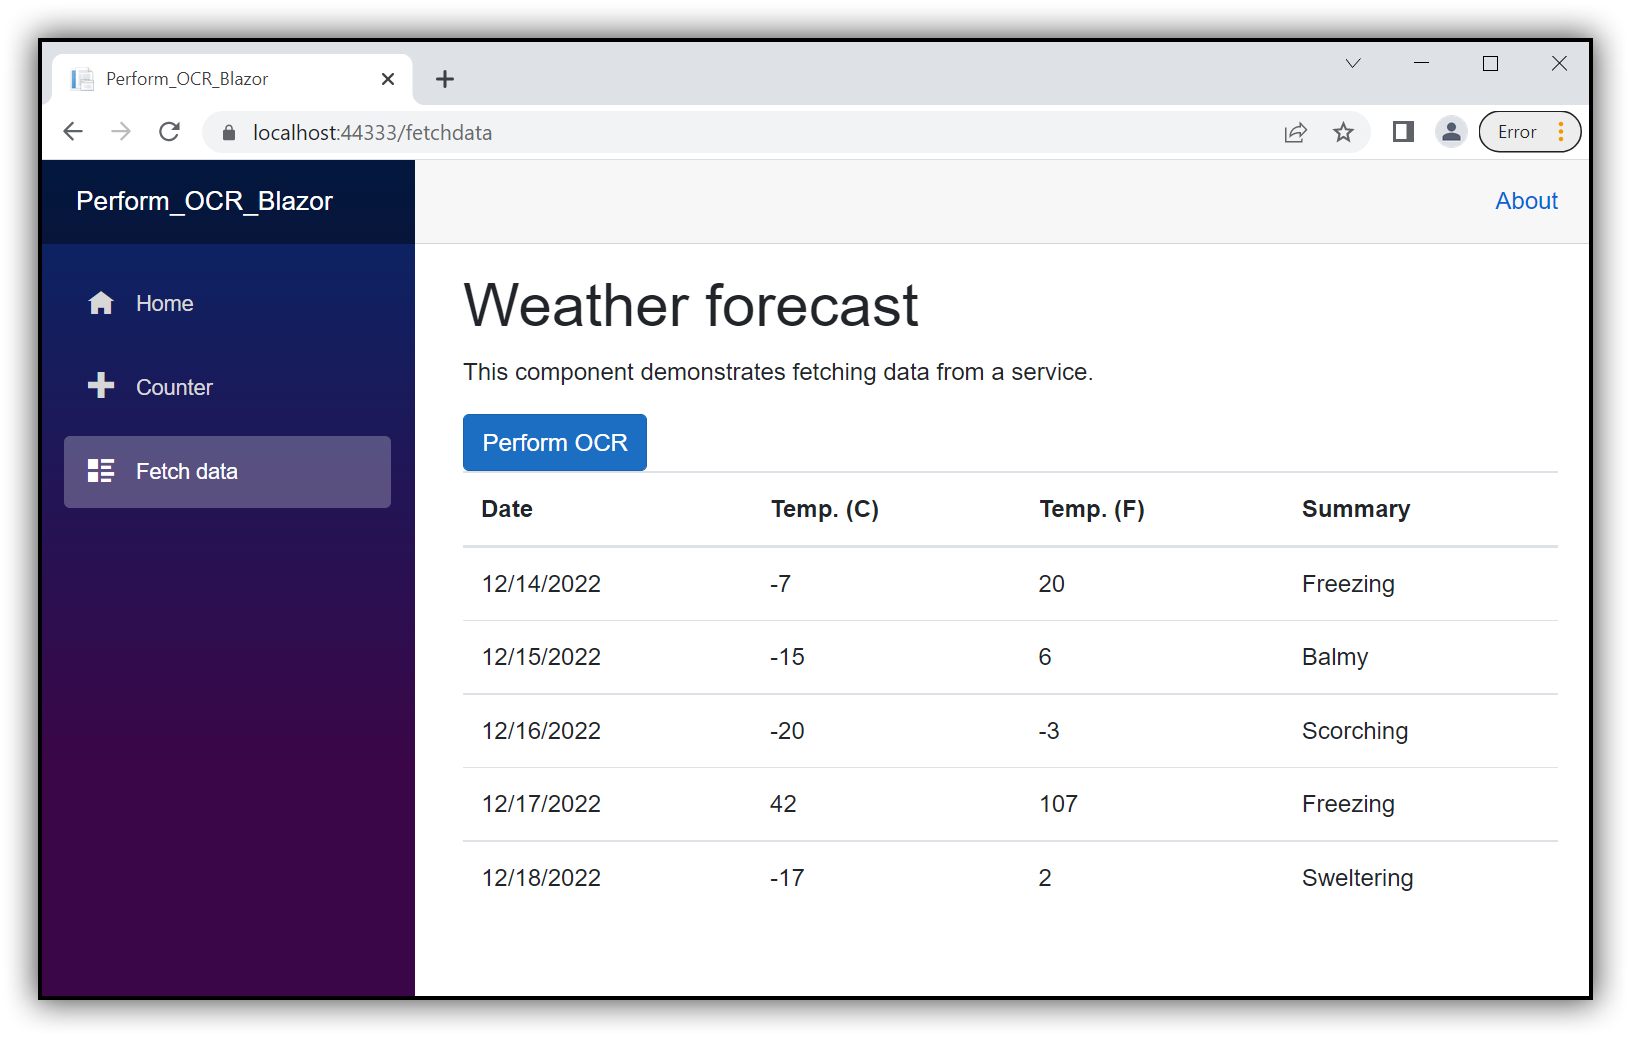 Perform_OCR_Blazor
localhost:44333/fetchdata
Error
Perform_OCR_Blazor
About
Home
Counter
Fetch data
Weather forecast
This component demonstrates fetching data from a service.
Perform OCR
Date Temp. (C) Temp. (F) Summary
12/14/2022 -7 20 Freezing
12/15/2022 -15 6 Balmy
12/16/2022 -20 -3 Scorching
12/17/2022 42 107 Freezing
12/18/2022 -17 2 Sweltering